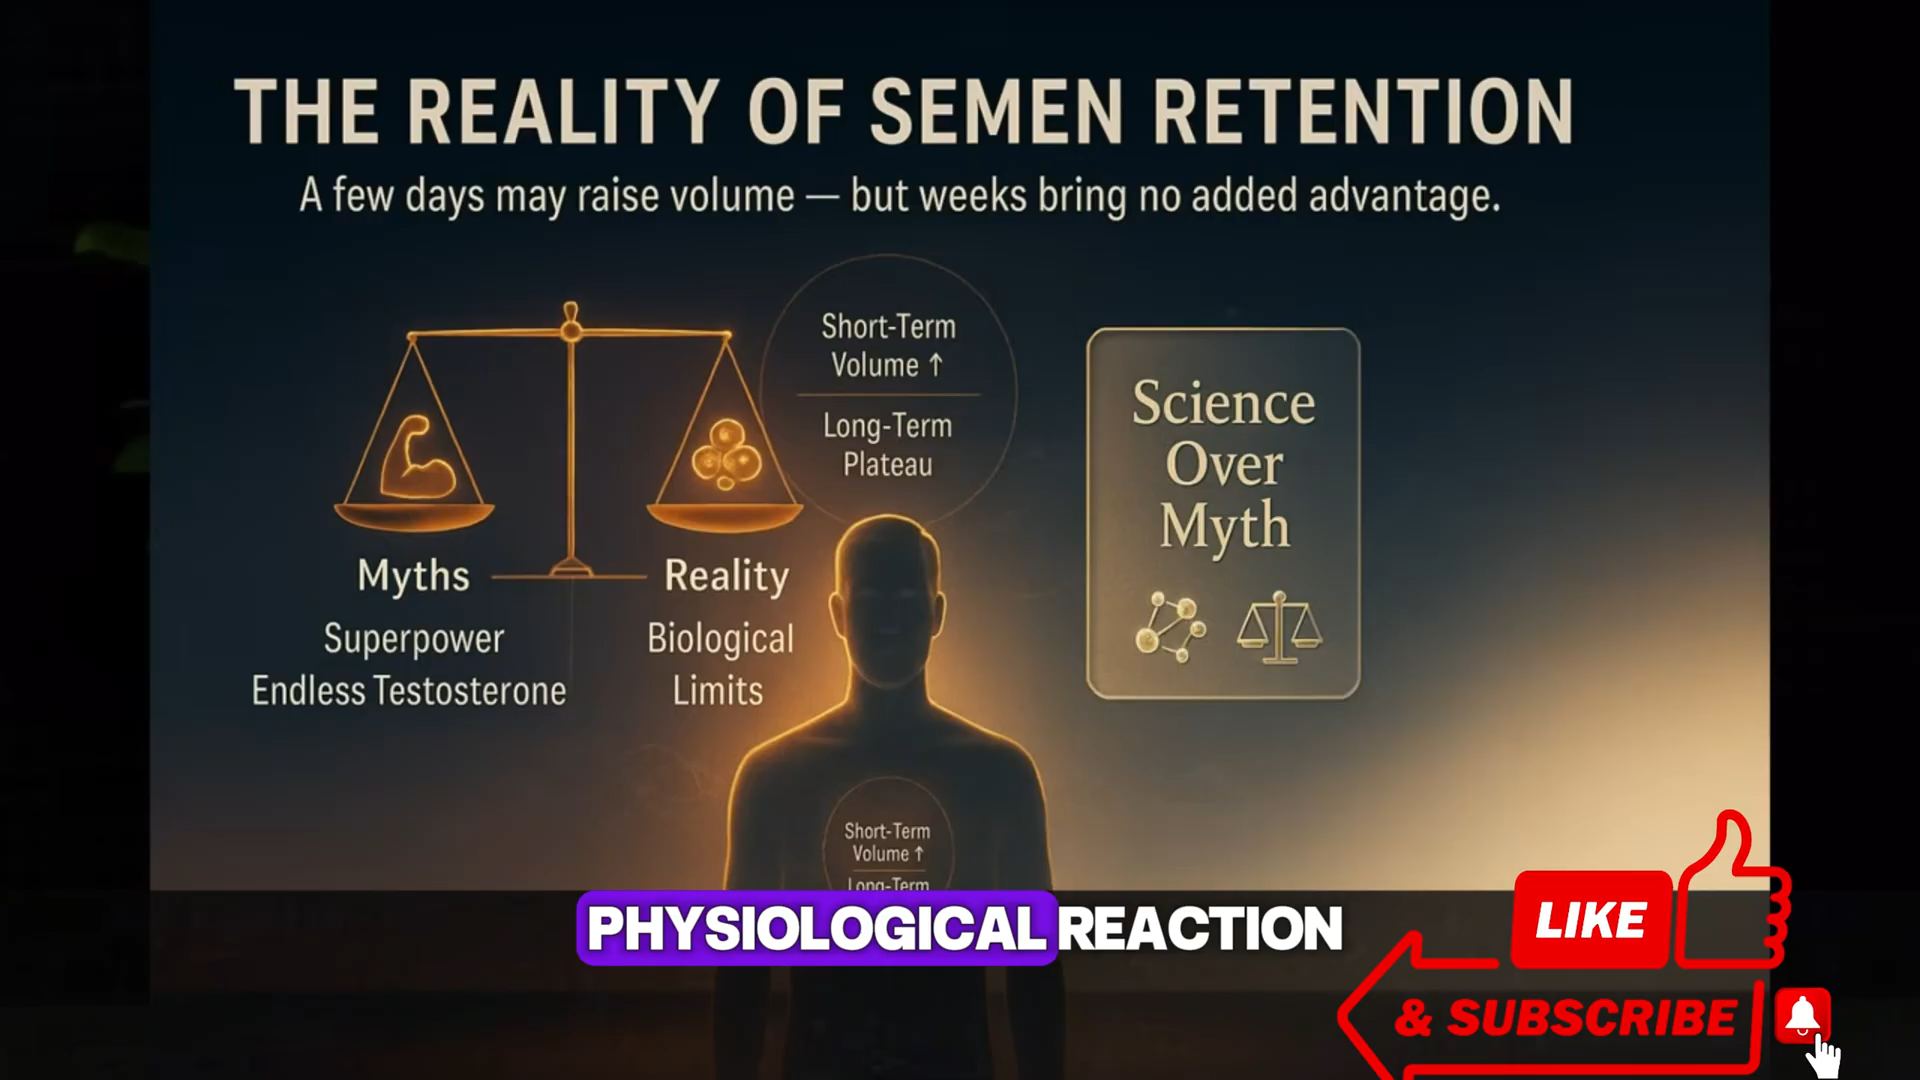 THE REALITY OF SEMEN RETENTION
A few days may raise volume — but weeks bring no added advantage.
Short-Term
Volume ↑
Long-Term
Plateau
Science
Over
Myth
Myths
Reality
Superpower
Endless Testosterone
Biological
Limits
Short-Term
Volume ↑
Long-Term
PHYSIOLOGICAL REACTION
LIKE
& SUBSCRIBE